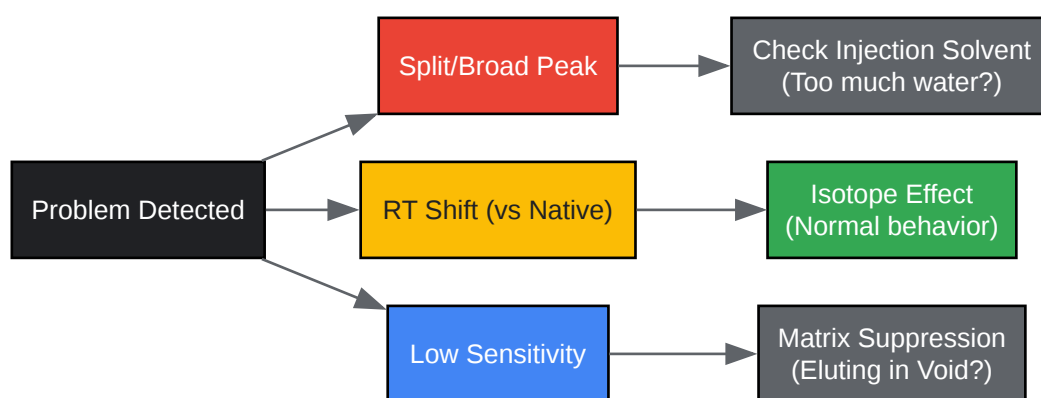 Split/Broad Peak
Check Injection Solvent
(Too much water?)
Problem Detected
RT Shift (vs Native)
Isotope Effect
(Normal behavior)
Low Sensitivity
Matrix Suppression
(Eluting in Void?)